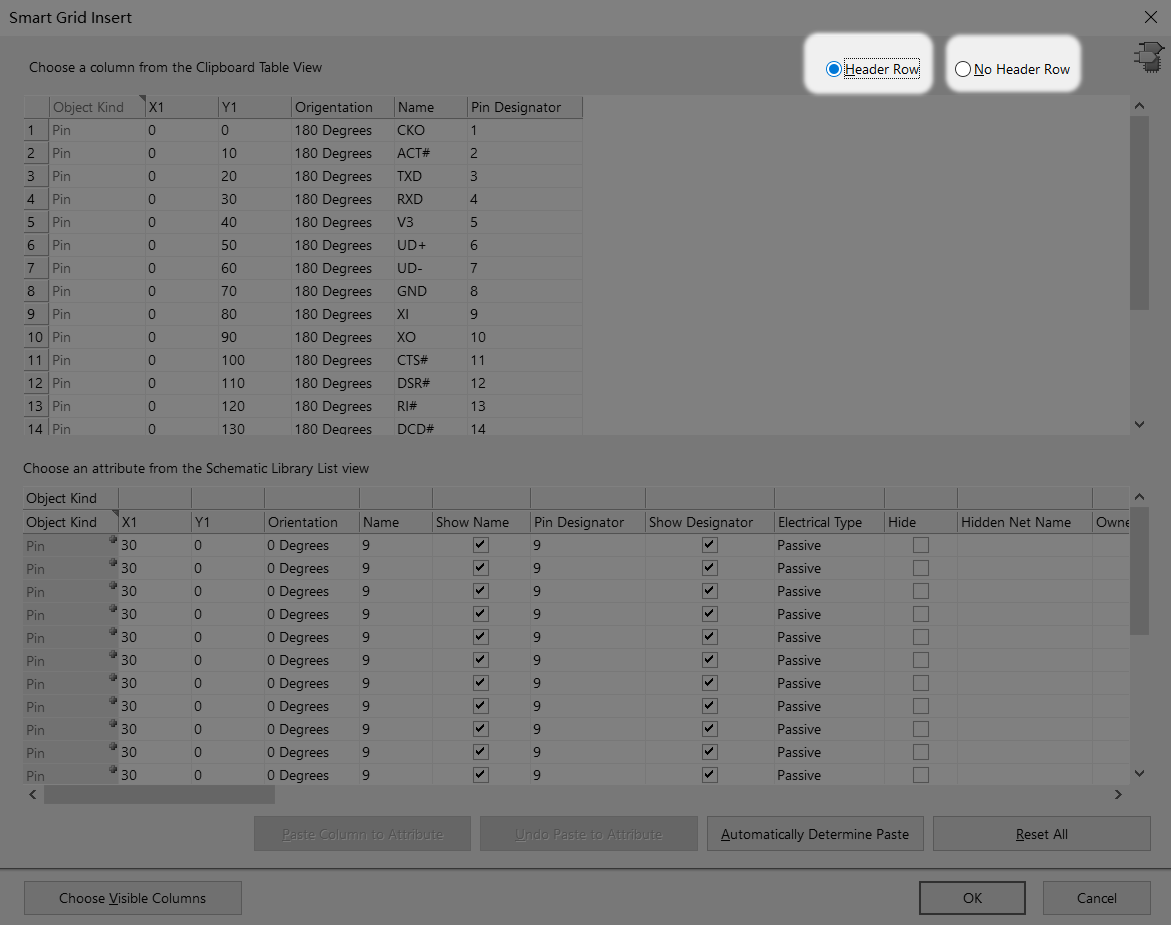 Smart Grid Insert
Choose a column from the Clipboard Table View
Header Row No Header Row
Object Kind X1 Y1 Origentation Name Pin Designator
1 Pin 0 0 180 Degrees CKO 1
2 Pin 0 10 180 Degrees ACT# 2
3 Pin 0 20 180 Degrees TXD 3
4 Pin 0 30 180 Degrees RXD 4
5 Pin 0 40 180 Degrees V3 5
6 Pin 0 50 180 Degrees UD+ 6
7 Pin 0 60 180 Degrees UD- 7
8 Pin 0 70 180 Degrees GND 8
9 Pin 0 80 180 Degrees XI 9
10 Pin 0 90 180 Degrees XO 10
11 Pin 0 100 180 Degrees CTS# 11
12 Pin 0 110 180 Degrees DSR# 12
13 Pin 0 120 180 Degrees RI# 13
14 Pin 0 130 180 Degrees DCD# 14
Choose an attribute from the Schematic Library List view
Object Kind
Object Kind X1 Y1 Orientation Name Show Name Pin Designator Show Designator Electrical Type Hide Hidden Net Name Owne
Pin 30 0 0 Degrees 9 9 Passive
Pin 30 0 0 Degrees 9 9 Passive
Pin 30 0 0 Degrees 9 9 Passive
Pin 30 0 0 Degrees 9 9 Passive
Pin 30 0 0 Degrees 9 9 Passive
Pin 30 0 0 Degrees 9 9 Passive
Pin 30 0 0 Degrees 9 9 Passive
Pin 30 0 0 Degrees 9 9 Passive
Pin 30 0 0 Degrees 9 9 Passive
Pin 30 0 0 Degrees 9 9 Passive
Pin 30 0 0 Degrees 9 9 Passive
Paste Column to Attribute Undo Paste to Attribute Automatically Determine Paste Reset All
Choose Visible Columns OK Cancel